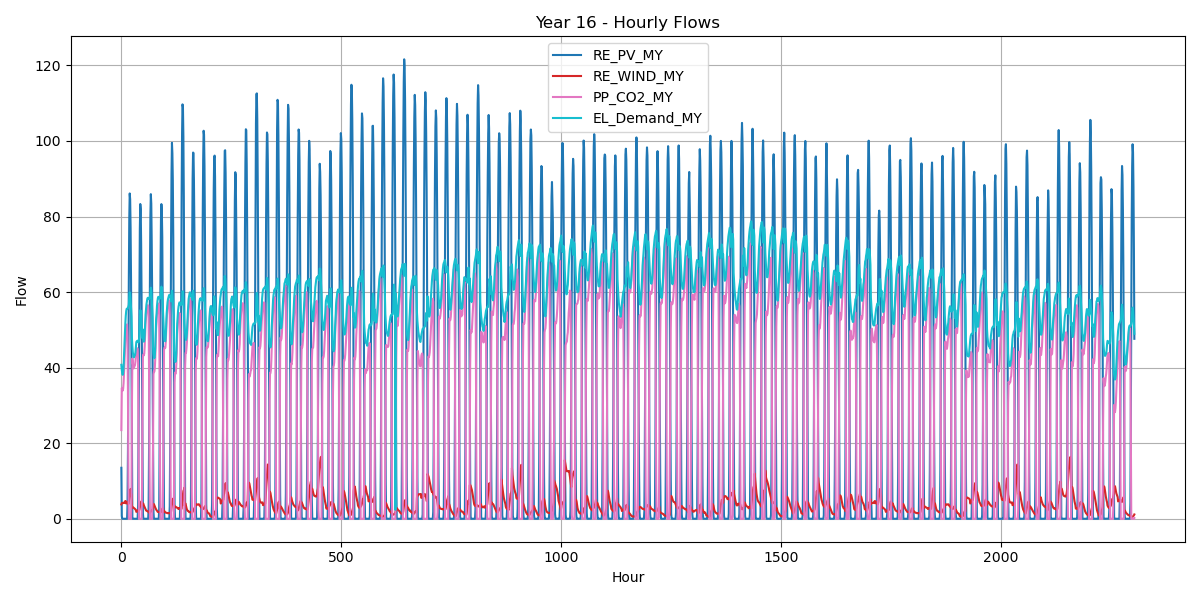 Year 16 - Hourly Flows
RE_PV_MY
RE_WIND_MY
PP_CO2_MY
EL_Demand_MY
Flow
120
100
80
60
40
20
0
0 500 1000 1500 2000
Hour